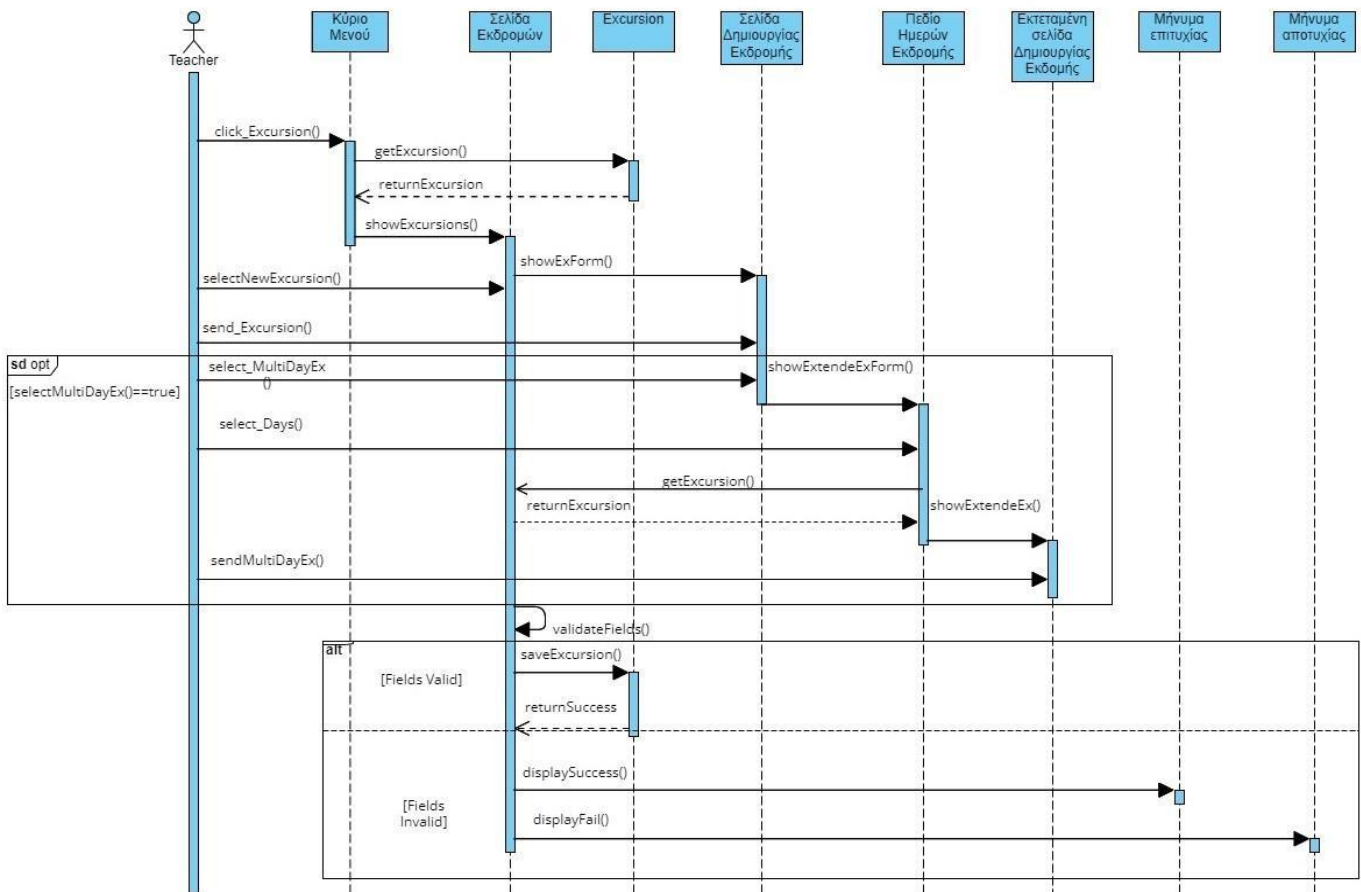 Κύριο
Μενού
Σελίδα
Εκδρομών
Excursion
Σελίδα
Δημιουργίας
Εκδρομής
Πεδίο
Ημερών
Εκδρομής
Εκτεταμένη
σελίδα
Δημιουργίας
Εκδομής
Μήνυμα
επιτυχίας
Μήνυμα
αποτυχίας
Teacher
click_Excursion()
getExcursion()
returnExcursion
showExcursions()
showExForm()
selectNewExcursion()
send_Excursion()
sd opt
[selectMultiDayEx()==true]
select_MultiDayEx
()
showExtendeExForm()
select_Days()
getExcursion()
returnExcursion
showExtendeEx()
sendMultiDayEx()
validateFields()
alt
saveExcursion()
[Fields Valid]
returnSuccess
displaySuccess()
[Fields
Invalid]
displayFail()